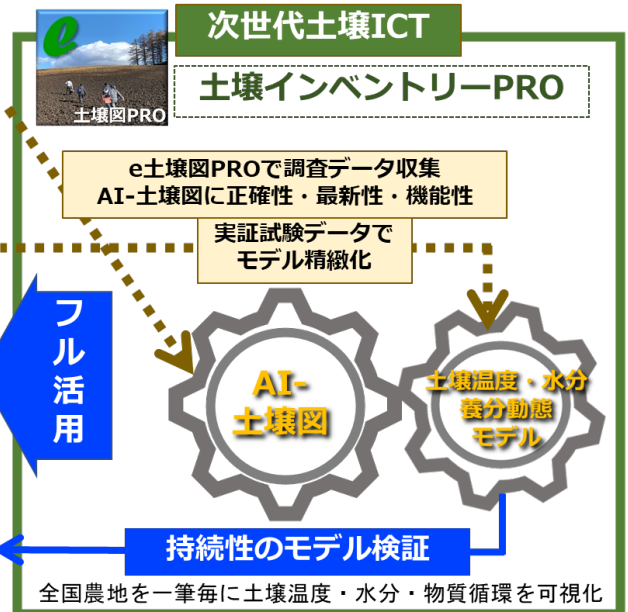 次世代土壌ICT
e
土壌図PRO
土壌インベントリーPRO
e土壌図PROで調査データ収集
AI-土壌図に正確性・最新性・機能性
実証試験データで
モデル精緻化
フル活用
AI-
土壌図
土壌温度・水分
養分動態
モデル
持続性のモデル検証
全国農地を一筆毎に土壌温度・水分・物質循環を可視化